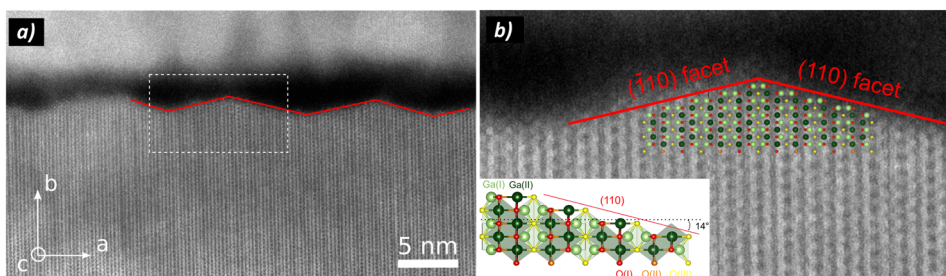 a)
b
c
a
5 nm
b)
(1̄10) facet
(110) facet
Ga(I) Ga(II)
(110)
14°
O(I) O(II) O(III)